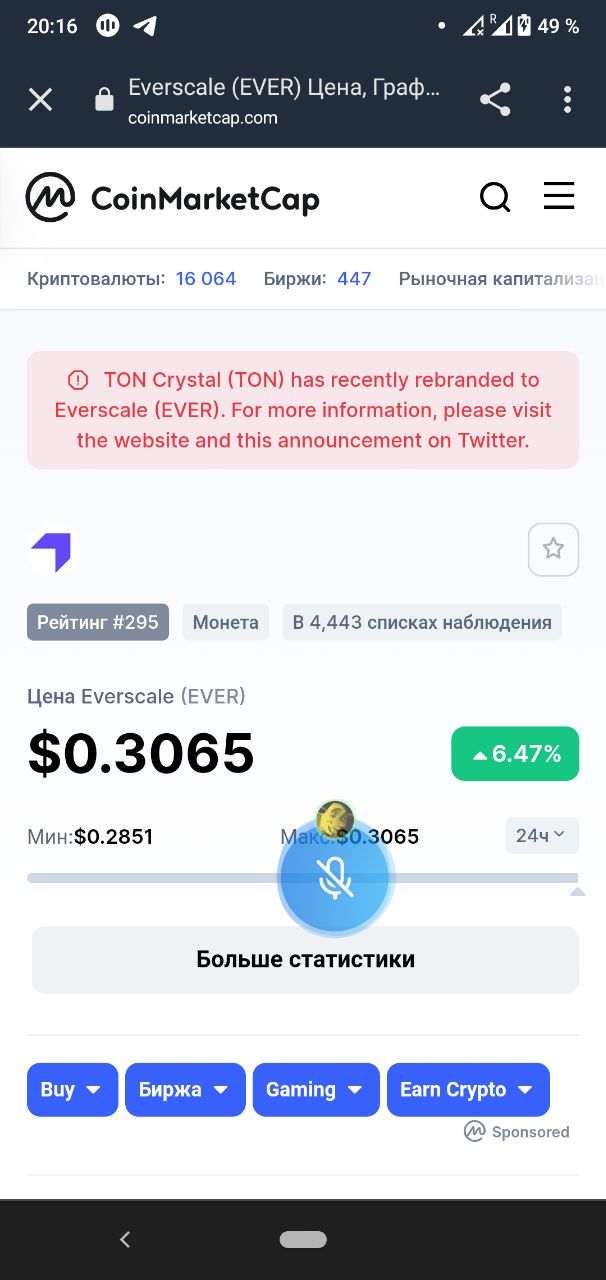 20:16
R
49 %
Everscale (EVER) Цена, Граф...
coinmarketcap.com
CoinMarketCap
Криптовалюты: 16 064 Биржи: 447 Рыночная капитализац
TON Crystal (TON) has recently rebranded to
Everscale (EVER). For more information, please visit
the website and this announcement on Twitter.
Рейтинг #295 Монета В 4,443 списках наблюдения
Цена Everscale (EVER)
$0.3065 6.47%
Мин:$0.2851 Макс:$0.3065 24ч
Больше статистики
Buy Биржа Gaming Earn Crypto
Sponsored